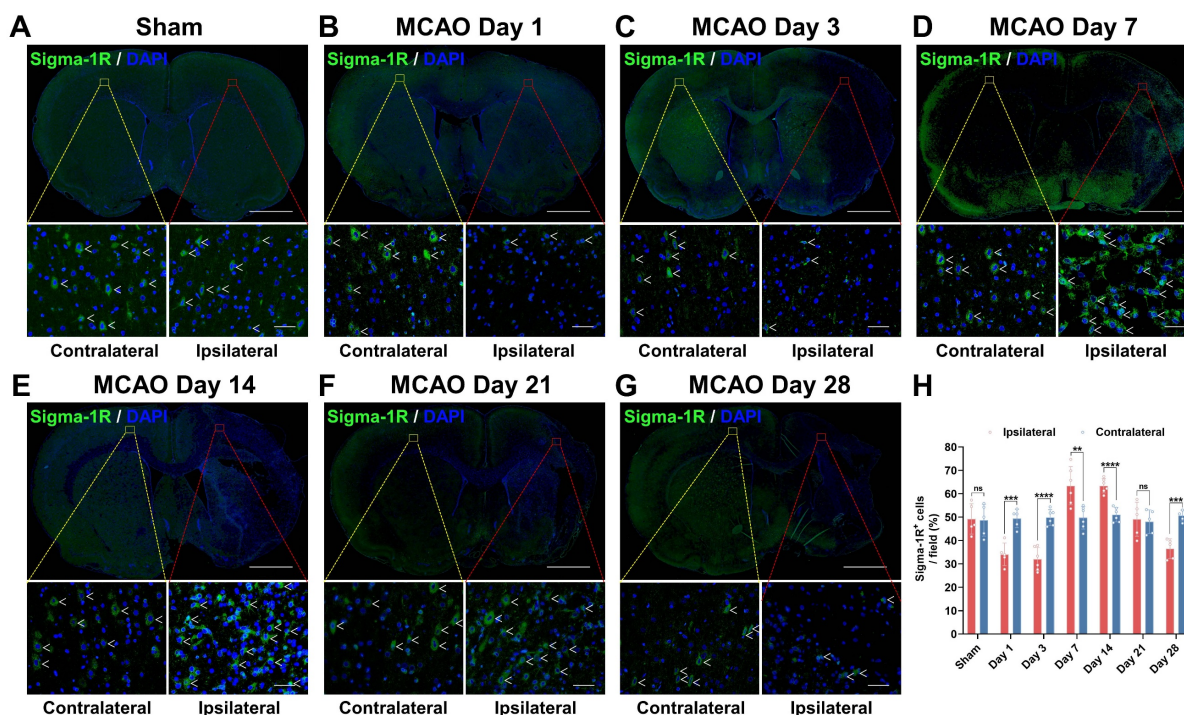 A
Sham
B
MCAO Day 1
C
MCAO Day 3
D
MCAO Day 7
Sigma-1R / DAPI
Sigma-1R / DAPI
Sigma-1R / DAPI
Sigma-1R / DAPI
Contralateral
Ipsilateral
Contralateral
Ipsilateral
Contralateral
Ipsilateral
Contralateral
Ipsilateral
E
MCAO Day 14
F
MCAO Day 21
G
MCAO Day 28
H
Sigma-1R / DAPI
Sigma-1R / DAPI
Sigma-1R / DAPI
Contralateral
Ipsilateral
Contralateral
Ipsilateral
Contralateral
Ipsilateral
Ipsilateral
Contralateral
Sigma-1R+ cells
/ field (%)
80
70
60
50
40
30
20
10
0
ns
***
****
**
****
ns
***
Sham
Day 1
Day 3
Day 7
Day 14
Day 21
Day 28